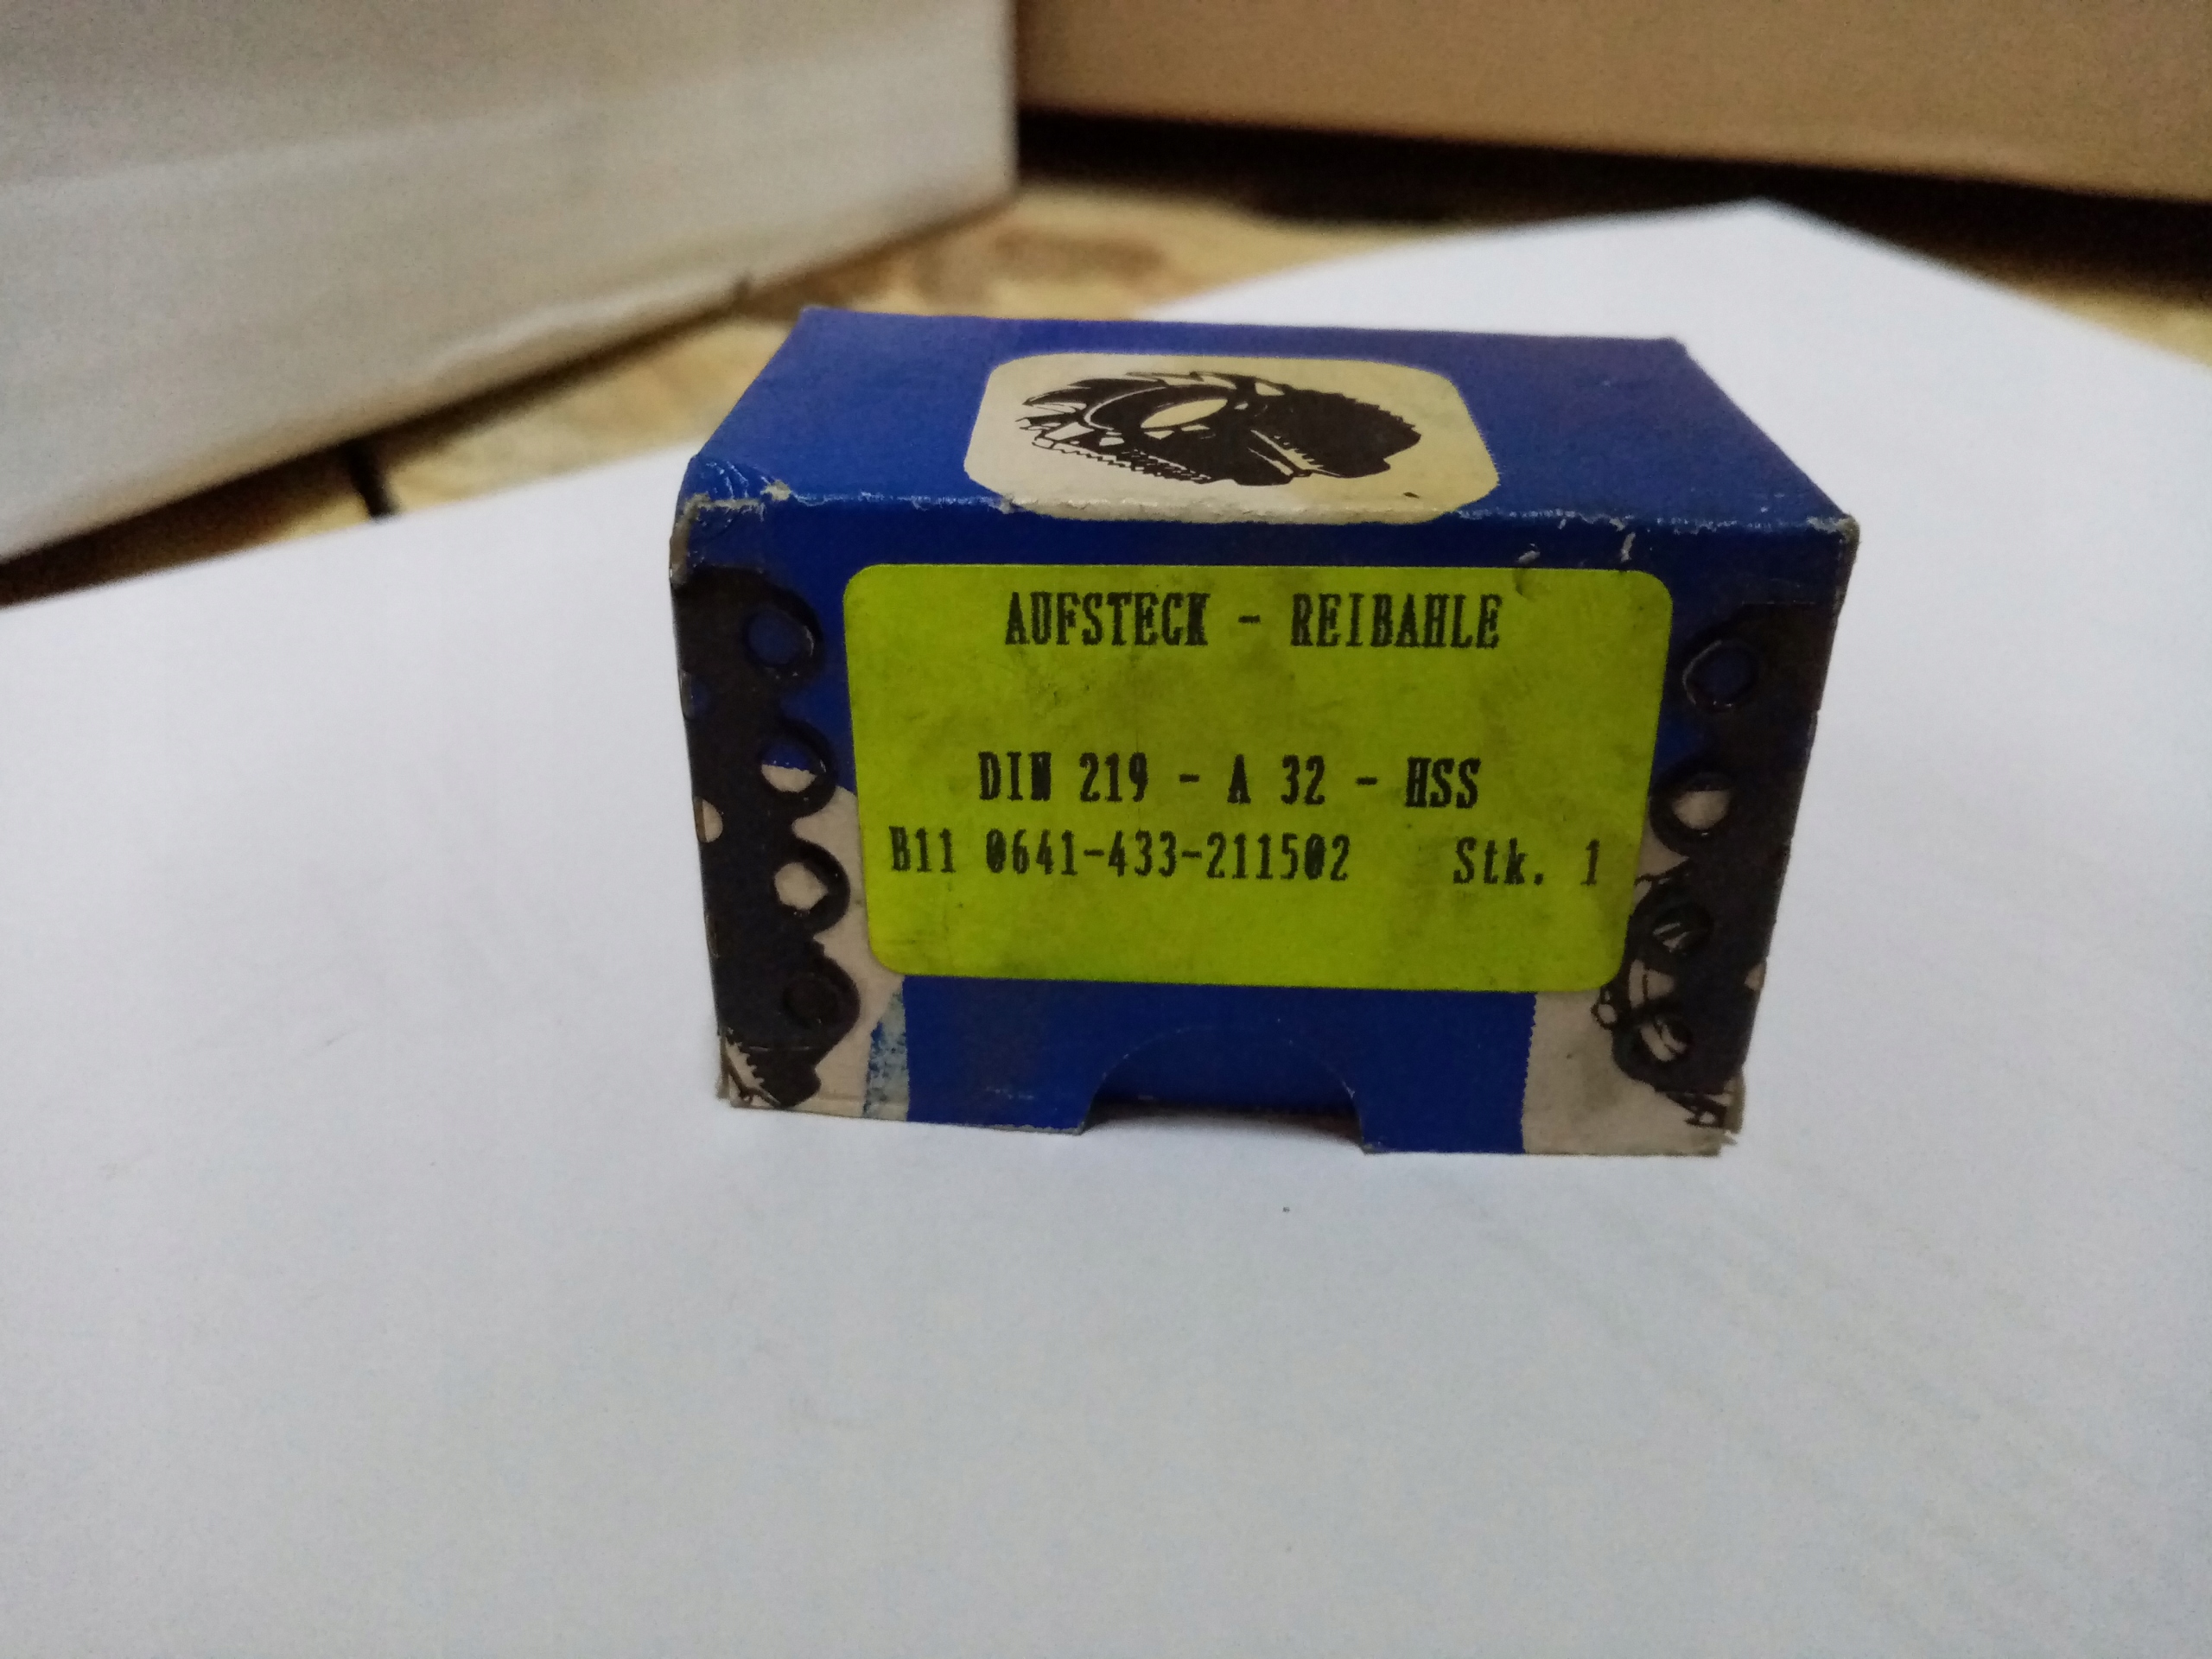 AUFSTECK - REIBAHLE
DIN 219 - A 32 - HSS
B11 0641-433-211502 Stk. 1